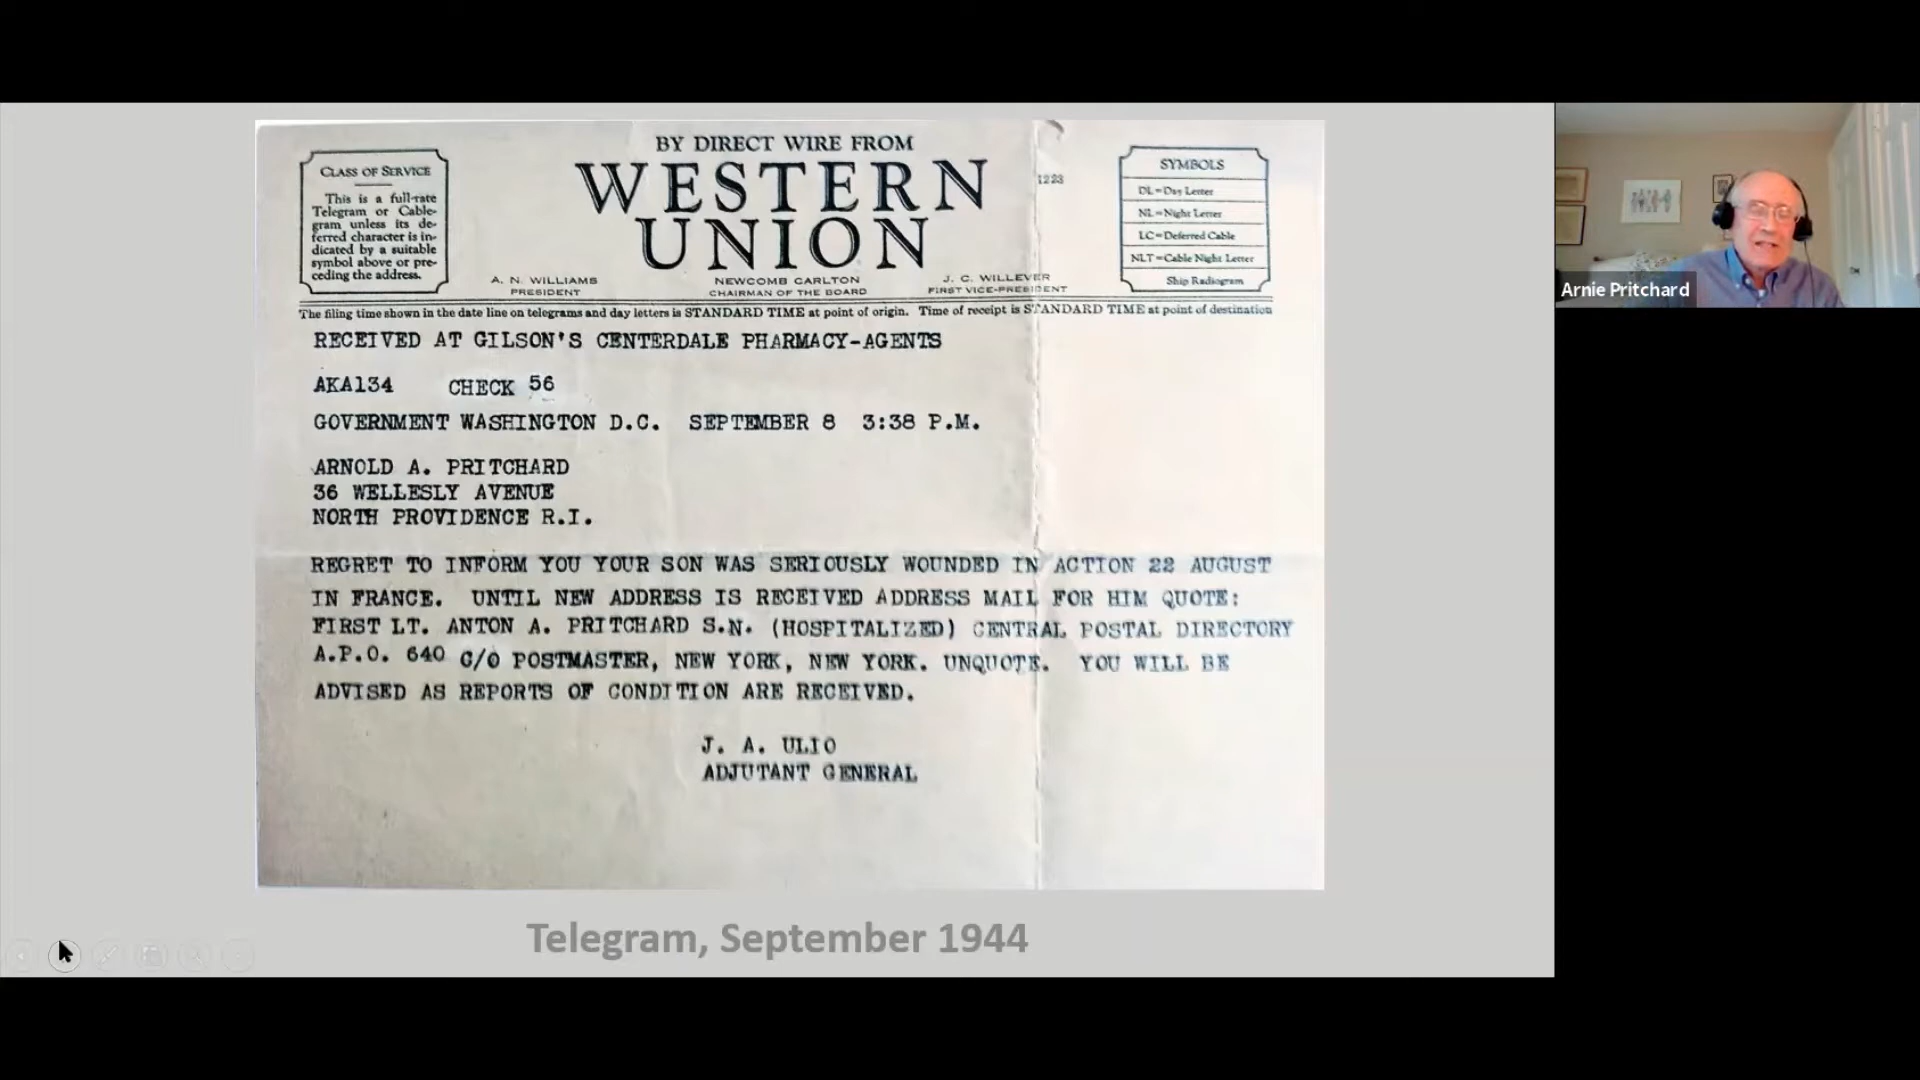 BY DIRECT WIRE FROM
WESTERN
UNION
1223
CLASS OF SERVICE
This is a full-rate
Telegram or Cable-
gram unless its de-
ferred character is in-
dicated by a suitable
symbol above or pre-
ceding the address.
A. N. WILLIAMS
PRESIDENT
NEWCOMB CARLTON
CHAIRMAN OF THE BOARD
J. C. WILLEVER
FIRST VICE-PRESIDENT
SYMBOLS
DL=Day Letter
NL=Night Letter
LC=Deferred Cable
NLT=Cable Night Letter
Ship Radiogram
The filing time shown in the date line on telegrams and day letters is STANDARD TIME at point of origin. Time of receipt is STANDARD TIME at point of destination
RECEIVED AT GILSON'S CENTERDALE PHARMACY-AGENTS
AKA134 CHECK 56
GOVERNMENT WASHINGTON D.C. SEPTEMBER 8 3:38 P.M.
ARNOLD A. PRITCHARD
36 WELLESLY AVENUE
NORTH PROVIDENCE R.I.
REGRET TO INFORM YOU YOUR SON WAS SERIOUSLY WOUNDED IN ACTION 22 AUGUST
IN FRANCE. UNTIL NEW ADDRESS IS RECEIVED ADDRESS MAIL FOR HIM QUOTE:
FIRST LT. ANTON A. PRITCHARD S.N. (HOSPITALIZED) CENTRAL POSTAL DIRECTORY
A.P.O. 640 C/O POSTMASTER, NEW YORK, NEW YORK. UNQUOTE. YOU WILL BE
ADVISED AS REPORTS OF CONDITION ARE RECEIVED.
J. A. ULIO
ADJUTANT GENERAL
Telegram, September 1944
Arnie Pritchard